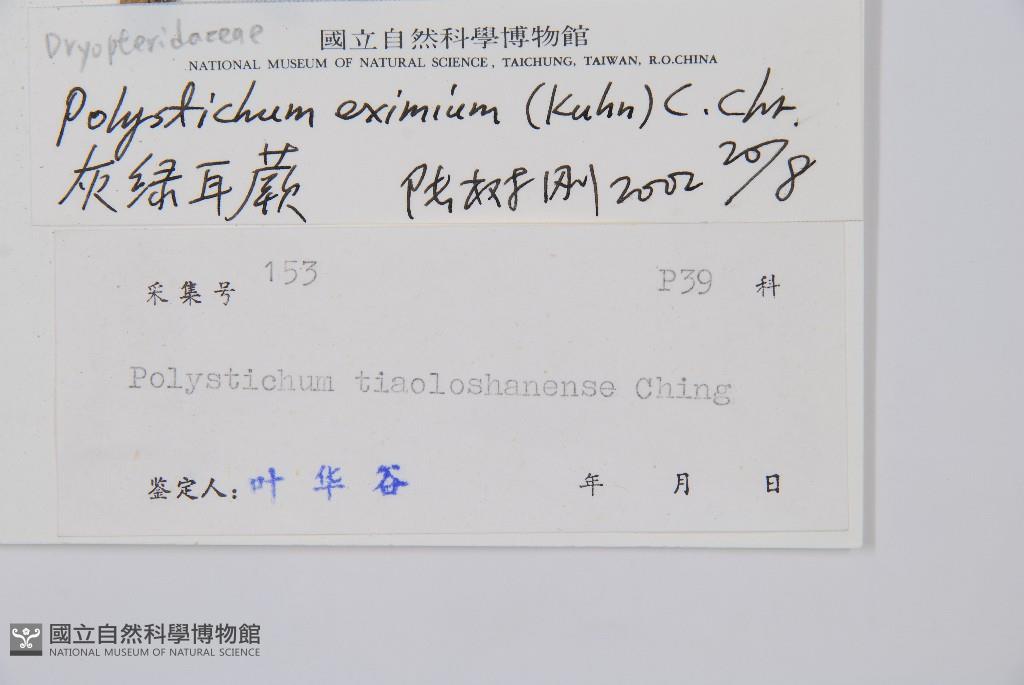 Dryopteridaceae
國立自然科學博物館
NATIONAL MUSEUM OF NATURAL SCIENCE, TAICHUNG, TAIWAN, R.O.CHINA
Polystichum eximium (Kuhn) C. Chr.
灰绿耳蕨 陆树刚 2002 20/8
采集号 153 P39 科
Polystichum tiaoloshanense Ching
鉴定人: 叶华谷 年 月 日
國立自然科學博物館
NATIONAL MUSEUM OF NATURAL SCIENCE